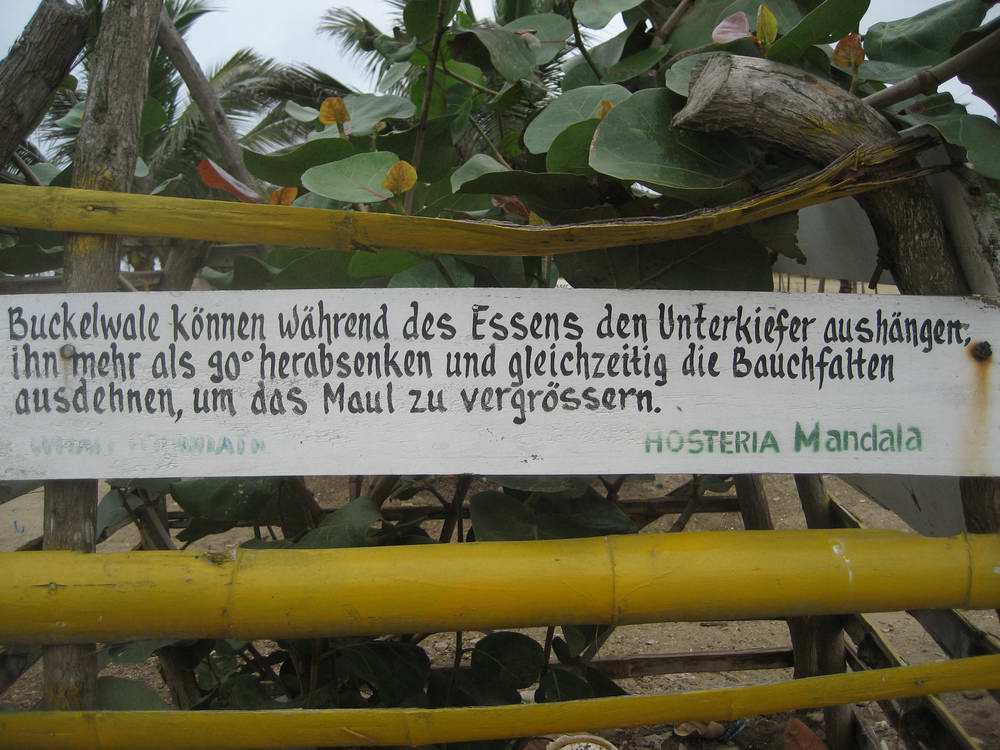 Buckelwale können während des Essens den Unterkiefer aushängen,
ihn mehr als 90° herabsenken und gleichzeitig die Bauchfalten
ausdehnen, um das Maul zu vergrössern.
HOSTERIA Mandala